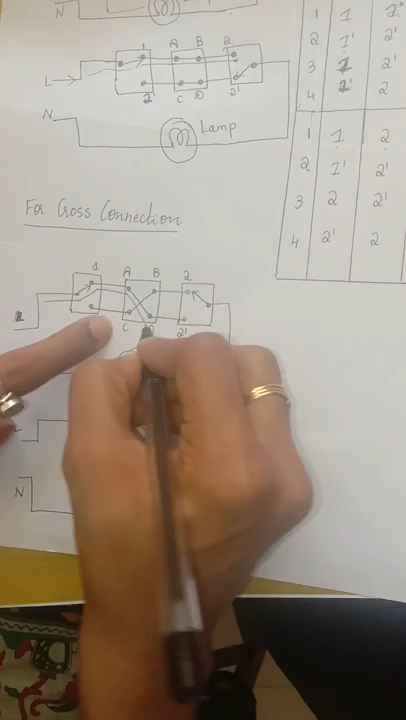 N
1 A B 2
L
2' C D 2'
N
Lamp
For Cross Connection
1 A B 2
L
C D 2'
N
1 1 2'
2 1' 2'
3 1 2'
4 1' 2
1 1 2
2 1' 2'
3 2 2'
4 2' 2